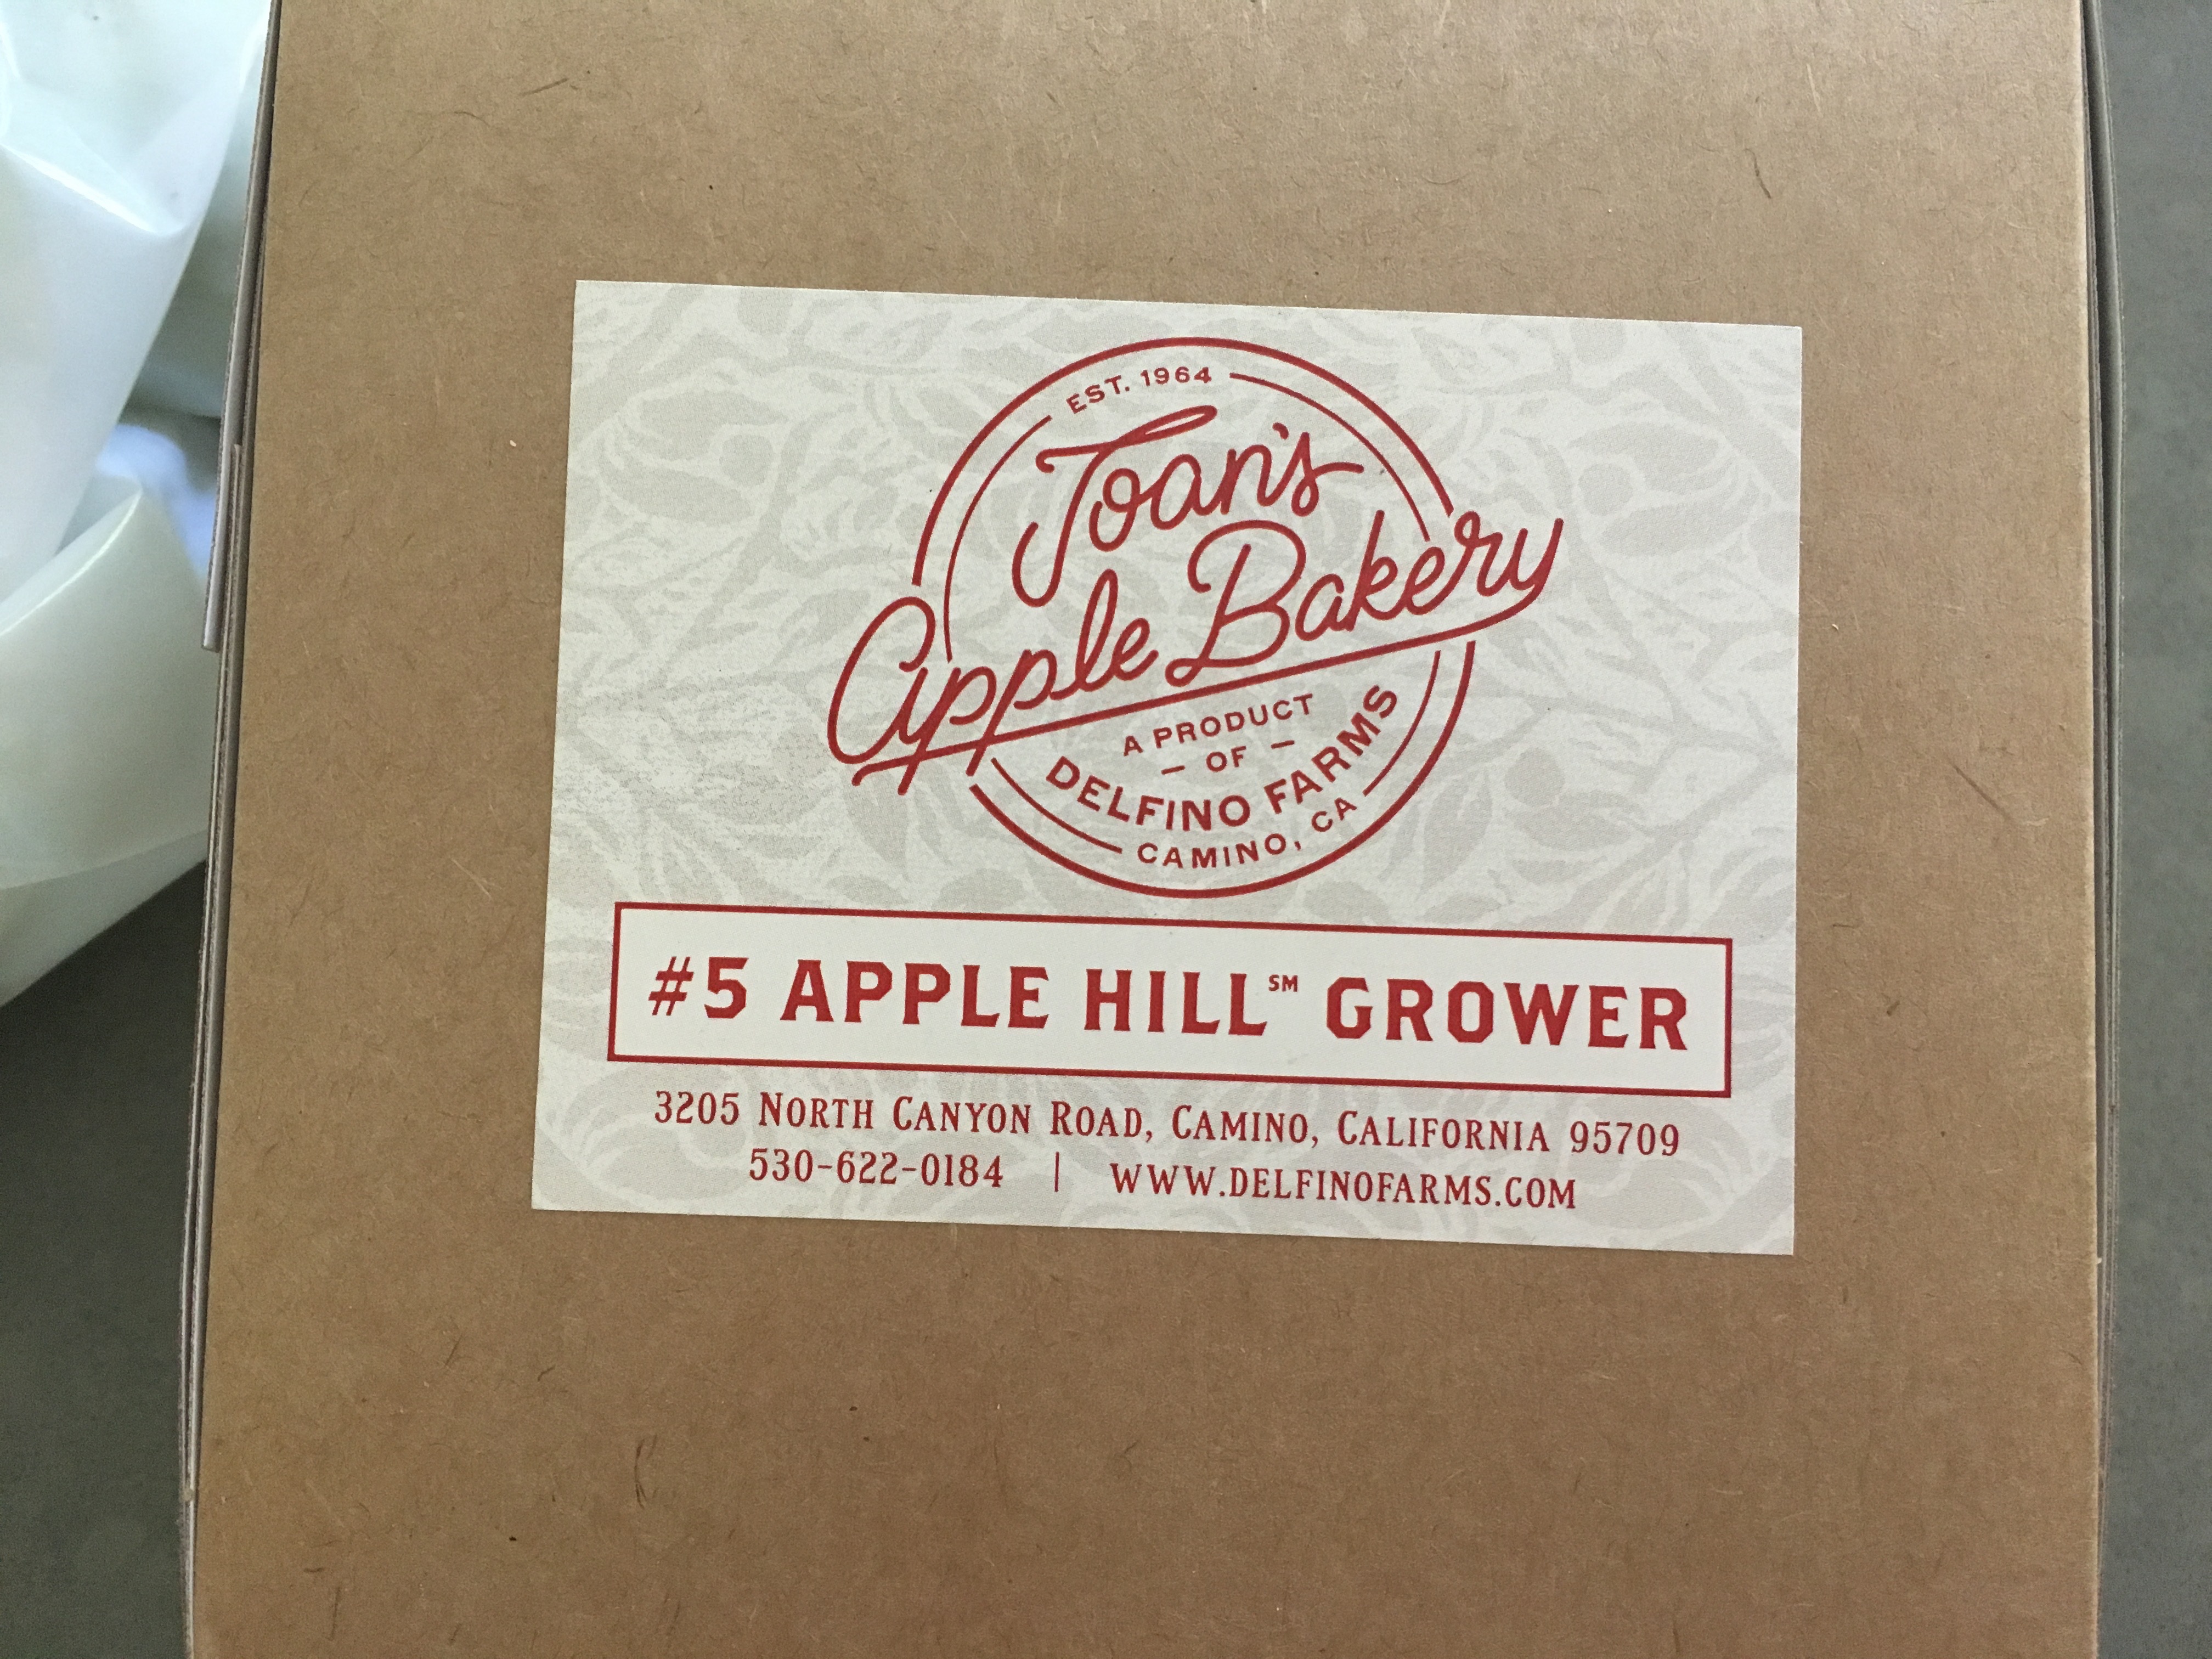 EST. 1964
Joan's
Apple Bakery
A PRODUCT
– OF –
DELFINO FARMS
CAMINO, CA
#5 APPLE HILL℠ GROWER
3205 NORTH CANYON ROAD, CAMINO, CALIFORNIA 95709
530-622-0184 | WWW.DELFINOFARMS.COM